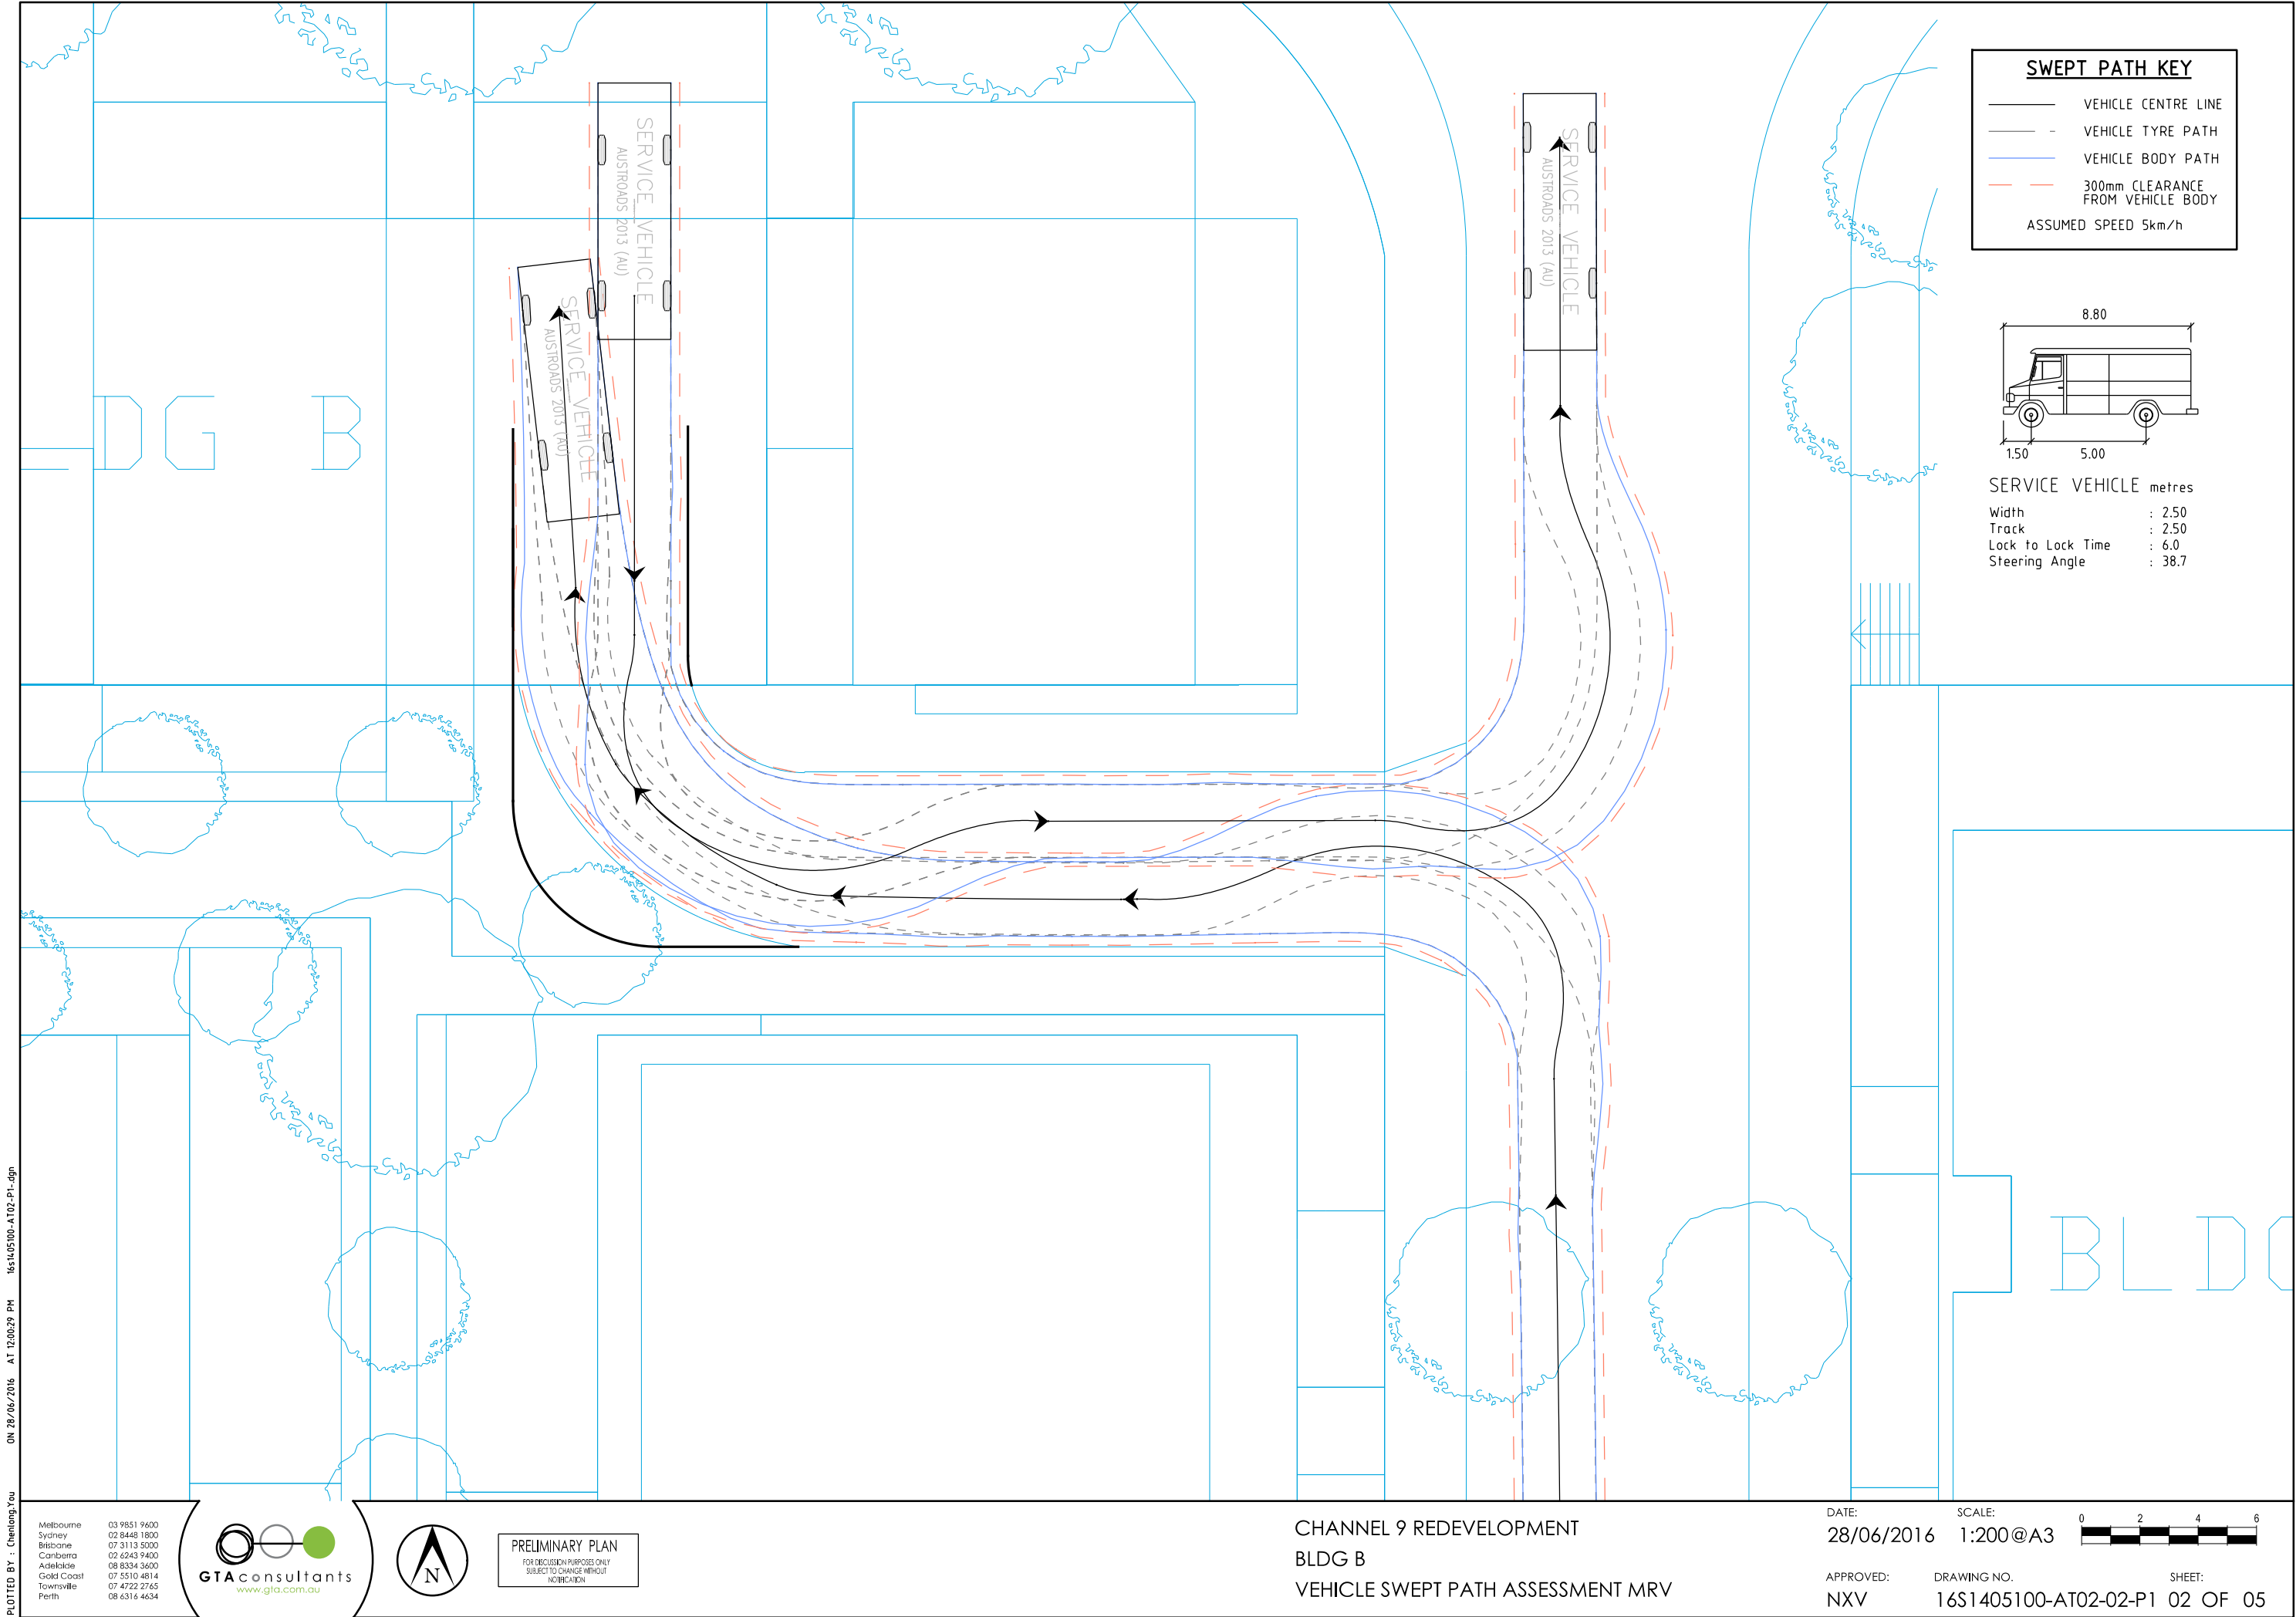 SWEPT PATH KEY
VEHICLE CENTRE LINE
VEHICLE TYRE PATH
VEHICLE BODY PATH
300mm CLEARANCE
FROM VEHICLE BODY
ASSUMED SPEED 5km/h
8.80
1.50 5.00
SERVICE VEHICLE metres
Width : 2.50
Track : 2.50
Lock to Lock Time : 6.0
Steering Angle : 38.7
SERVICE VEHICLE
AUSTROADS 2013 (AU)
SERVICE VEHICLE
AUSTROADS 2013 (AU)
SERVICE VEHICLE
AUSTROADS 2013 (AU)
LDG B
BLDG
PLOTTED BY : Chenlong.You ON 28/06/2016 AT 12:00:29 PM 16s1405100-AT02-P1-.dgn
Melbourne 03 9851 9600
Sydney 02 8448 1800
Brisbane 07 3113 5000
Canberra 02 6243 9400
Adelaide 08 8334 3600
Gold Coast 07 5510 4814
Townsville 07 4722 2765
Perth 08 6316 4634
GTAconsultants
www.gta.com.au
N
PRELIMINARY PLAN
FOR DISCUSSION PURPOSES ONLY
SUBJECT TO CHANGE WITHOUT
NOTIFICATION
CHANNEL 9 REDEVELOPMENT
BLDG B
VEHICLE SWEPT PATH ASSESSMENT MRV
DATE: SCALE:
28/06/2016 1:200@A3
0 2 4 6
APPROVED: DRAWING NO. SHEET:
NXV 16S1405100-AT02-02-P1 02 OF 05